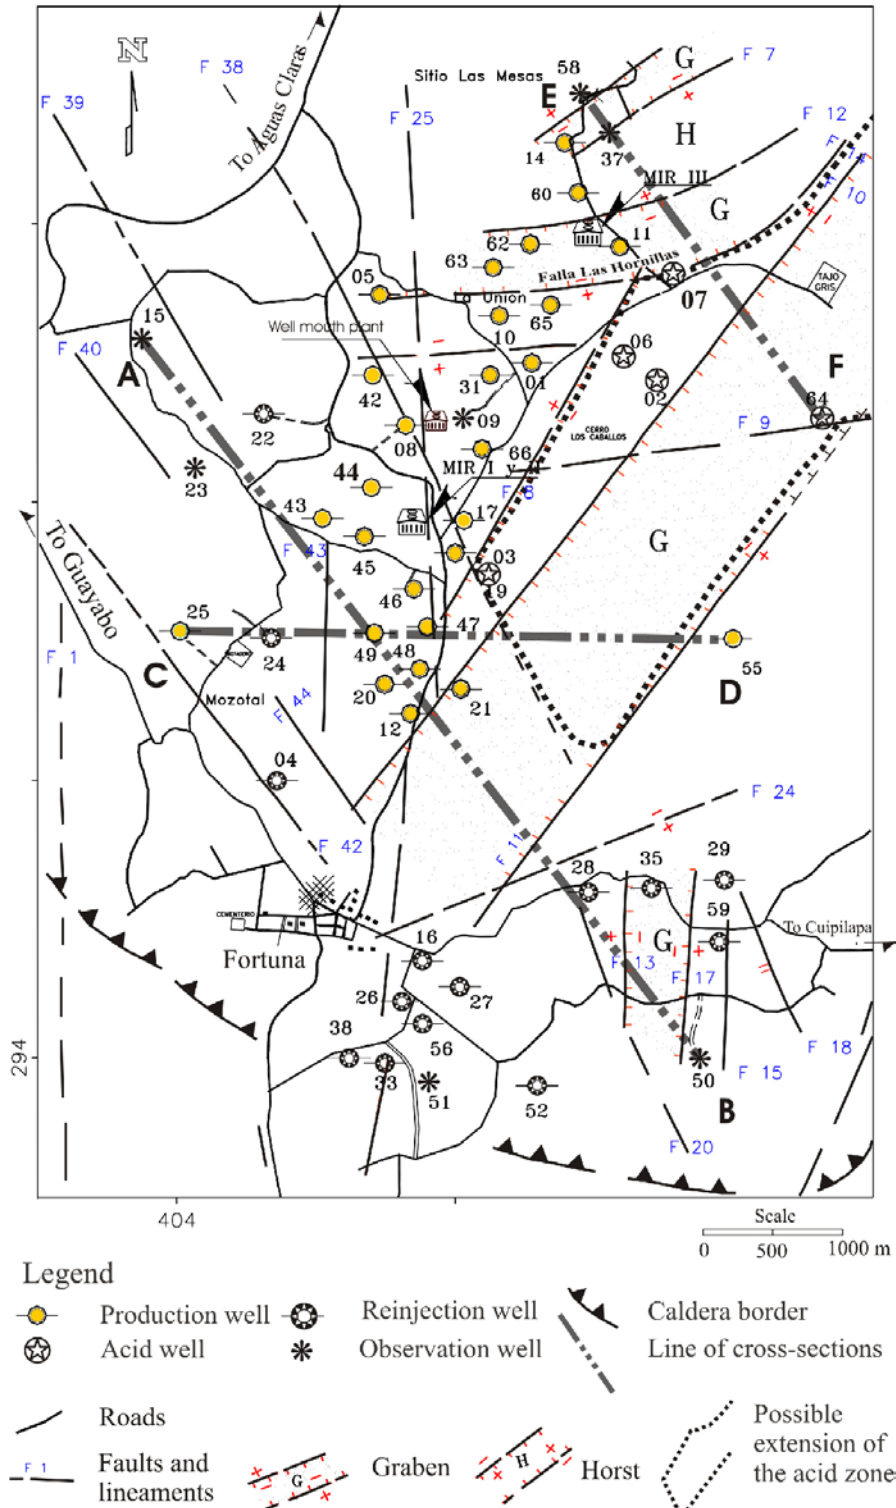 N
To Aguas Claras
Sitio Las Mesas
58
E
G
F 7
F 38
F 39
F 25
H
37
F 12
14
MIR III
F 14
F 10
60
G
62
11
63
Falla Las Hornillas
05
La Union
07
TAJO
GRIS
15
65
10
Well mouth plant
06
F 40
A
01
F
42
31
02
64
22
09
CERRO
LOS CABALLOS
F 9
08
66
23
44
MIR I y II
F 8
43
17
To Guayabo
F 43
03
G
45
19
46
25
47
F 1
24
49
48
55
C
Mozotal
20
21
D
F 44
12
04
F 24
F 42
F 11
28
35
29
CEMENTERIO
59
To Cuipilapa
Fortuna
16
G
F 13
F 17
26
27
38
56
F 18
294
33
51
52
50
F 15
B
F 20
404
Scale
0 500 1000 m
Legend
Production well
Reinjection well
Caldera border
Acid well
Observation well
Line of cross-sections
Roads
Possible
extension of
the acid zone
F 1
Faults and
lineaments
G
Graben
H
Horst